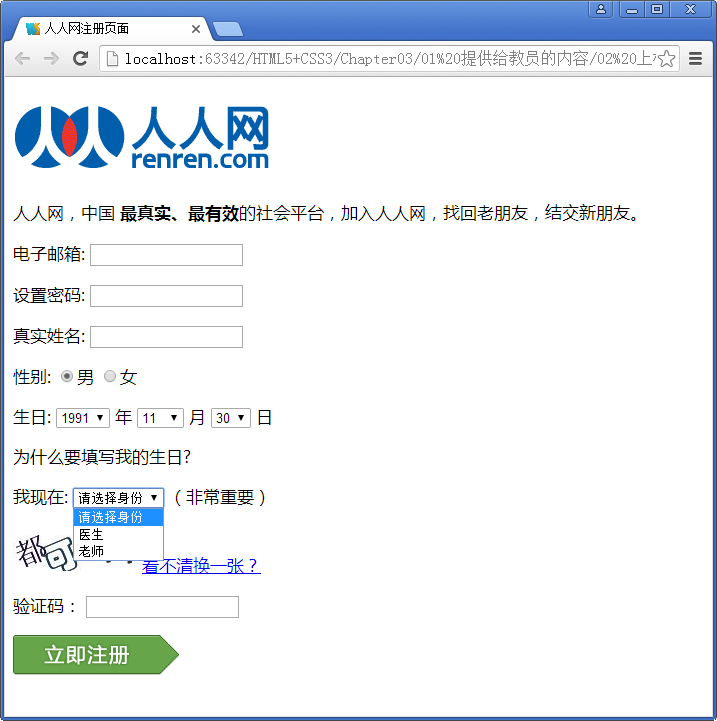 人人网注册页面
localhost:63342/HTML5+CSS3/Chapter03/01%20提供给教员的内容/02%20上
人人网
renren.com
人人网，中国 最真实、最有效的社会平台，加入人人网，找回老朋友，结交新朋友。
电子邮箱:
设置密码:
真实姓名:
性别: 男 女
生日: 1991 年 11 月 30 日
为什么要填写我的生日?
我现在: 请选择身份 （非常重要）
请选择身份
医生
老师
都可 看不清换一张？
验证码：
立即注册